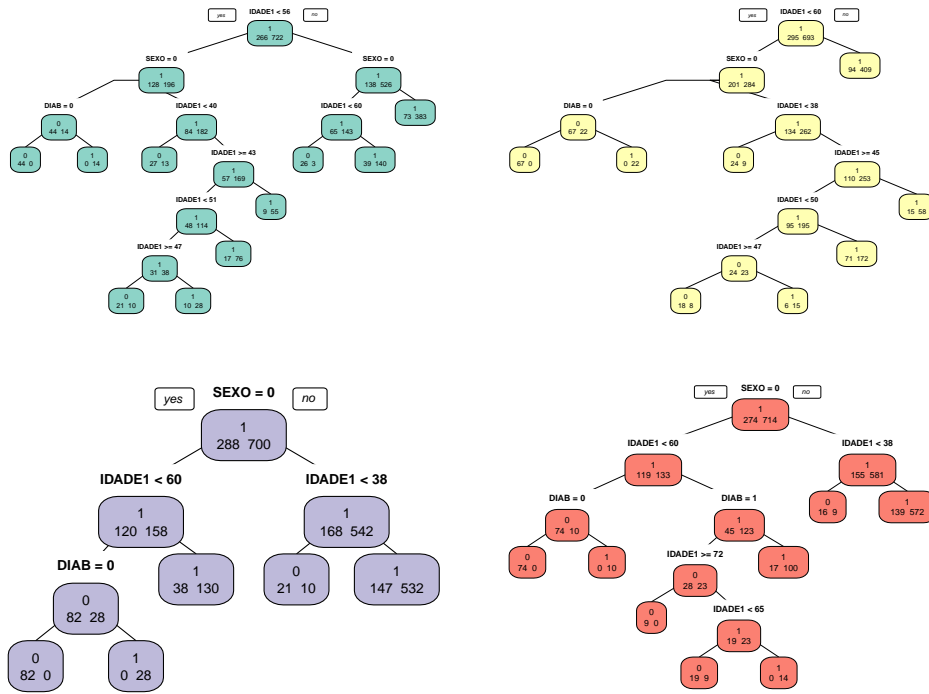 IDADE1 < 56
yes no
1
266 722
SEXO = 0 SEXO = 0
1 1
128 196 138 526
DIAB = 0 IDADE1 < 40 IDADE1 < 60
0 1 1 1
44 14 84 182 65 143 73 383
IDADE1 >= 43
0 1 0 1 0 1
44 0 0 14 27 13 57 169 26 3 39 140
IDADE1 < 51
1 1
48 114 9 55
IDADE1 >= 47
1 1
31 38 17 76
0 1
21 10 10 28
IDADE1 < 60
yes no
1
295 693
SEXO = 0
1 1
201 284 94 409
DIAB = 0 IDADE1 < 38
0 1
67 22 134 262
IDADE1 >= 45
0 1 0 1
67 0 0 22 24 9 110 253
IDADE1 < 50
1 1
95 195 15 58
IDADE1 >= 47
0 1
24 23 71 172
0 1
18 8 6 15
SEXO = 0
yes no
1
288 700
IDADE1 < 60 IDADE1 < 38
1 1
120 158 168 542
DIAB = 0
0 1 0 1
82 28 38 130 21 10 147 532
0 1
82 0 0 28
SEXO = 0
yes no
1
274 714
IDADE1 < 60 IDADE1 < 38
1 1
119 133 155 581
DIAB = 0 DIAB = 1
0 1 0 1
74 10 45 123 16 9 139 572
IDADE1 >= 72
0 1 0 1
74 0 0 10 28 23 17 100
IDADE1 < 65
0 1
9 0 19 23
0 1
19 9 0 14